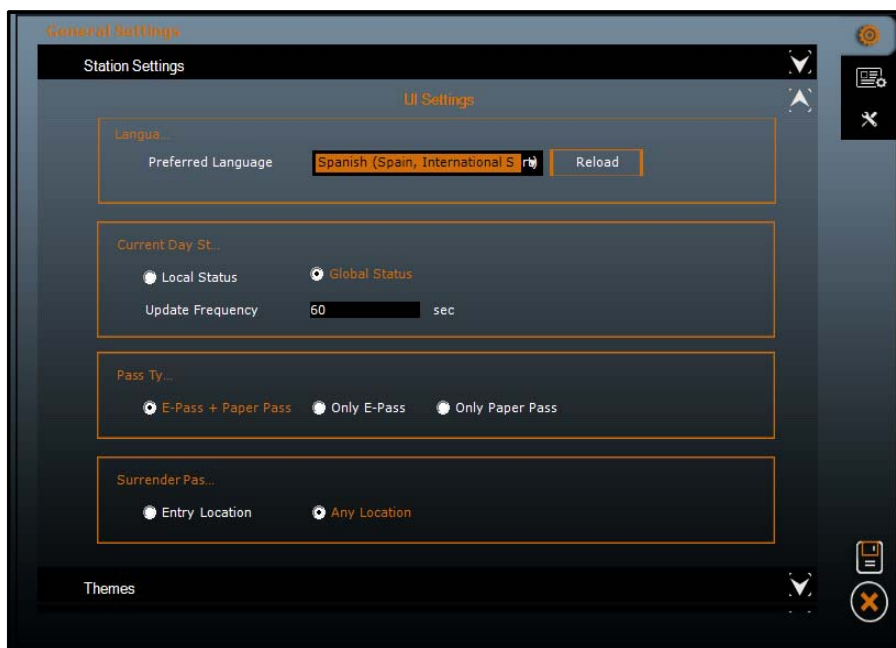 General Settings
Station Settings
UI Settings
Langua...
Preferred Language Spanish (Spain, International S rt) Reload
Current Day St...
Local Status Global Status
Update Frequency 60 sec
Pass Ty...
E-Pass + Paper Pass Only E-Pass Only Paper Pass
Surrender Pas...
Entry Location Any Location
Themes